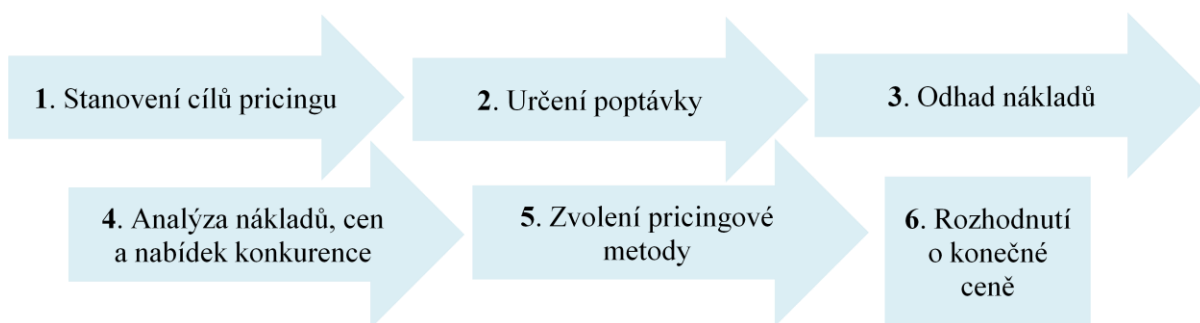 1. Stanovení cílů pricingu
2. Určení poptávky
3. Odhad nákladů
4. Analýza nákladů, cen
a nabídek konkurence
5. Zvolení pricingové
metody
6. Rozhodnutí
o konečné
ceně